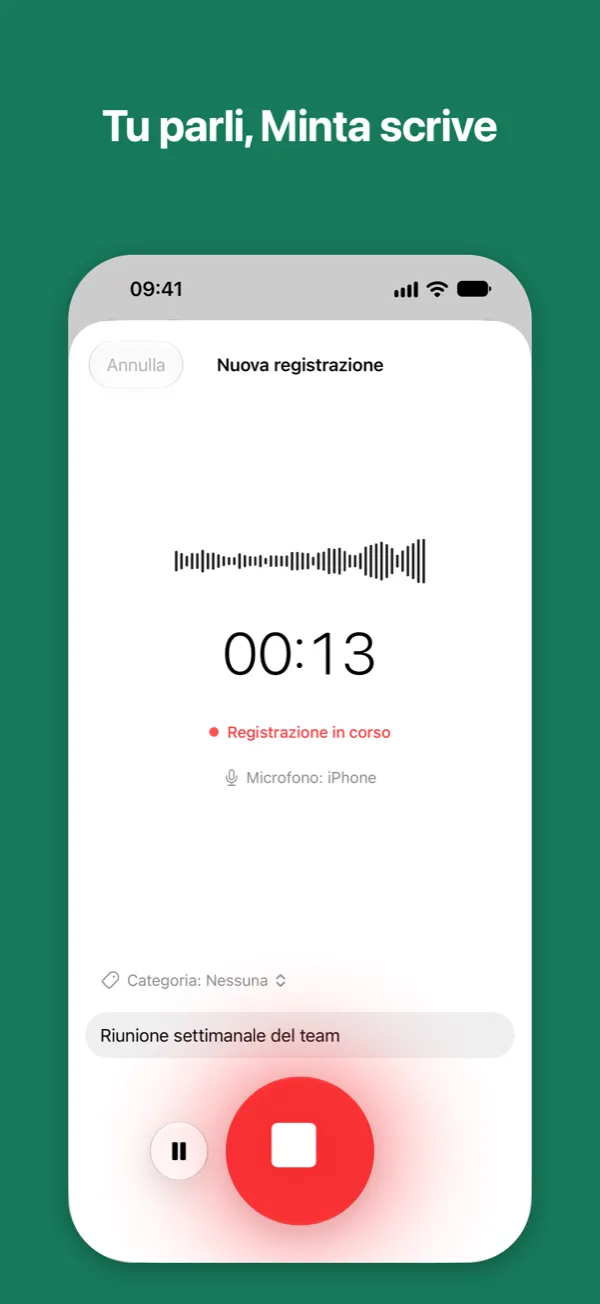 Tu parli, Minta scrive
09:41
Annulla
Nuova registrazione
00:13
Registrazione in corso
Microfono: iPhone
Categoria: Nessuna
Riunione settimanale del team